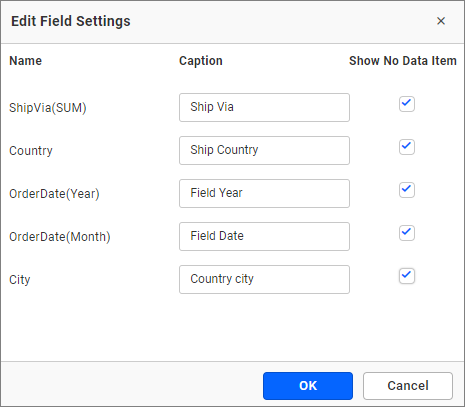 Edit Field Settings
Name Caption Show No Data Item
ShipVia(SUM) Ship Via
Country Ship Country
OrderDate(Year) Field Year
OrderDate(Month) Field Date
City Country city
OK Cancel